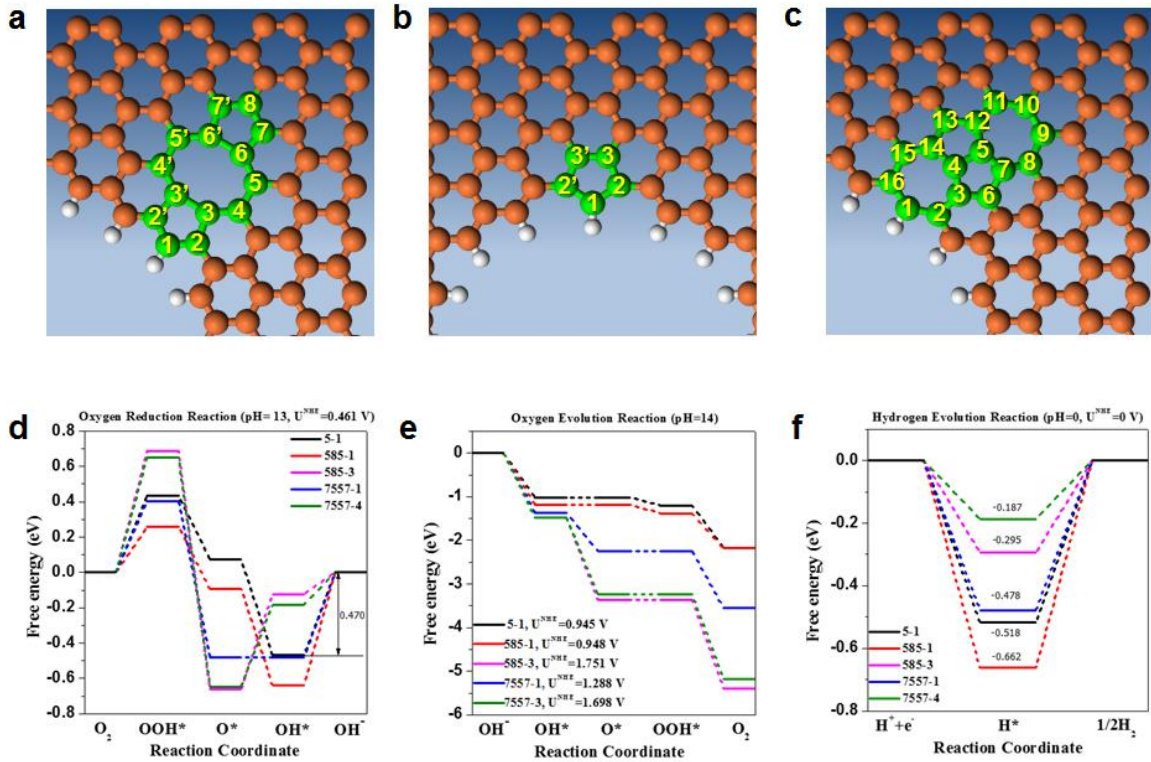 a
b
c
7' 8
5' 6' 7
4' 6
3' 5
2' 3 4
1 2
3' 3
2' 2
1
11 10
13 12 9
15 14 5 8
4 7
16 3 6
1 2
d
Oxygen Reduction Reaction (pH= 13, U^NHE=0.461 V)
Free energy (eV)
0.8
0.6
0.4
0.2
0.0
-0.2
-0.4
-0.6
-0.8
5-1
585-1
585-3
7557-1
7557-4
0.470
O2 OOH* O* OH* OH-
Reaction Coordinate
e
Oxygen Evolution Reaction (pH=14)
Free energy (eV)
0
-1
-2
-3
-4
-5
-6
5-1, U^NHE=0.945 V
585-1, U^NHE=0.948 V
585-3, U^NHE=1.751 V
7557-1, U^NHE=1.288 V
7557-3, U^NHE=1.698 V
OH- OH* O* OOH* O2
Reaction Coordinate
f
Hydrogen Evolution Reaction (pH=0, U^NHE=0 V)
Free energy (eV)
0.0
-0.2
-0.4
-0.6
-0.8
-0.187
-0.295
-0.478
-0.518
-0.662
5-1
585-1
585-3
7557-1
7557-4
H++e- H* 1/2H2
Reaction Coordinate